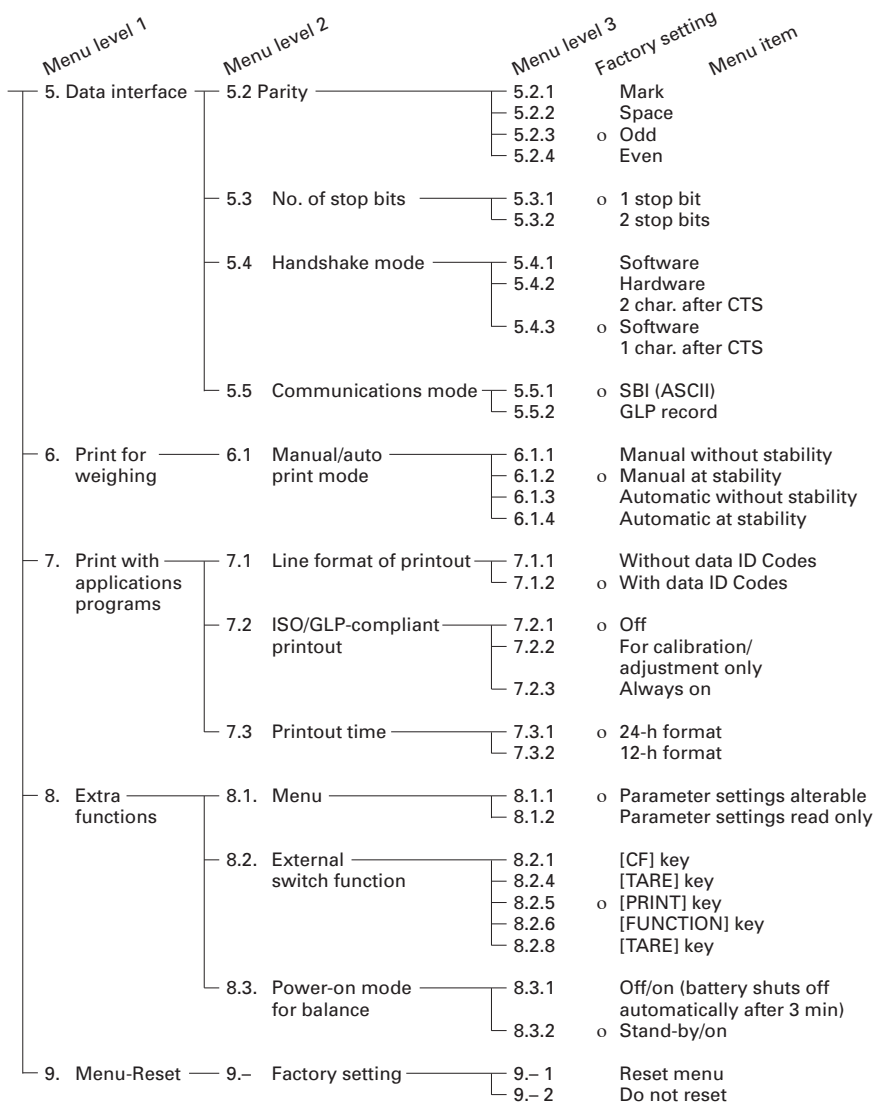 Menu level 1 Menu level 2 Menu level 3 Factory setting Menu item
5. Data interface 5.2 Parity 5.2.1 Mark
5.2.2 Space
5.2.3 o Odd
5.2.4 Even
5.3 No. of stop bits 5.3.1 o 1 stop bit
5.3.2 2 stop bits
5.4 Handshake mode 5.4.1 Software
5.4.2 Hardware
2 char. after CTS
5.4.3 o Software
1 char. after CTS
5.5 Communications mode 5.5.1 o SBI (ASCII)
5.5.2 GLP record
6. Print for 6.1 Manual/auto 6.1.1 Manual without stability
weighing print mode 6.1.2 o Manual at stability
6.1.3 Automatic without stability
6.1.4 Automatic at stability
7. Print with 7.1 Line format of printout 7.1.1 Without data ID Codes
applications 7.1.2 o With data ID Codes
programs
7.2 ISO/GLP-compliant 7.2.1 o Off
printout 7.2.2 For calibration/
adjustment only
7.2.3 Always on
7.3 Printout time 7.3.1 o 24-h format
7.3.2 12-h format
8. Extra 8.1. Menu 8.1.1 o Parameter settings alterable
functions 8.1.2 Parameter settings read only
8.2. External 8.2.1 [CF] key
switch function 8.2.4 [TARE] key
8.2.5 o [PRINT] key
8.2.6 [FUNCTION] key
8.2.8 [TARE] key
8.3. Power-on mode 8.3.1 Off/on (battery shuts off
for balance automatically after 3 min)
8.3.2 o Stand-by/on
9. Menu-Reset 9.– Factory setting 9.– 1 Reset menu
9.– 2 Do not reset